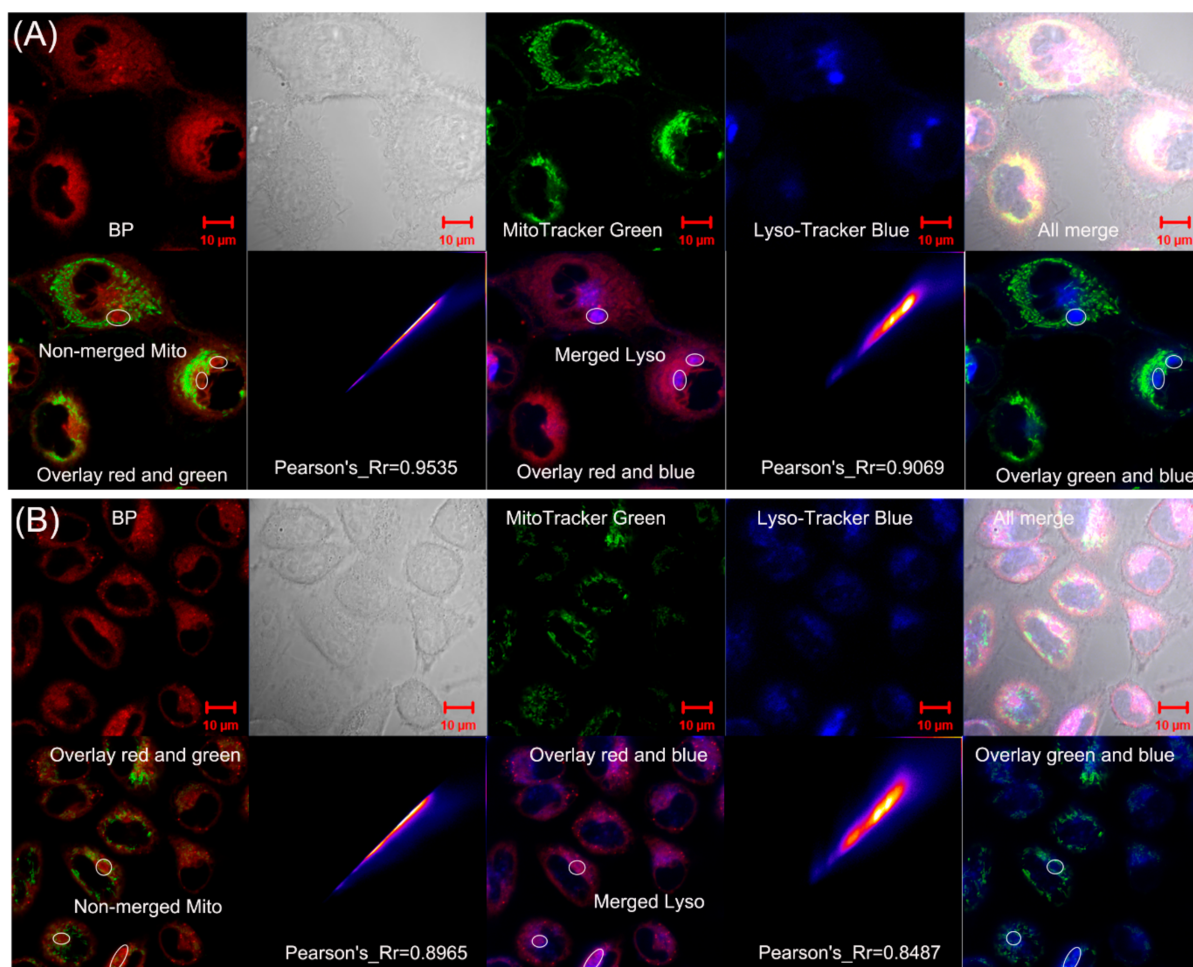 (A)
BP
MitoTracker Green
Lyso-Tracker Blue
All merge
10 µm
10 µm
10 µm
10 µm
10 µm
Non-merged Mito
Merged Lyso
Overlay red and green
Pearson's_Rr=0.9535
Overlay red and blue
Pearson's_Rr=0.9069
Overlay green and blue
(B)
BP
MitoTracker Green
Lyso-Tracker Blue
All merge
10 µm
10 µm
10 µm
10 µm
10 µm
Overlay red and green
Overlay red and blue
Overlay green and blue
Non-merged Mito
Merged Lyso
Pearson's_Rr=0.8965
Pearson's_Rr=0.8487